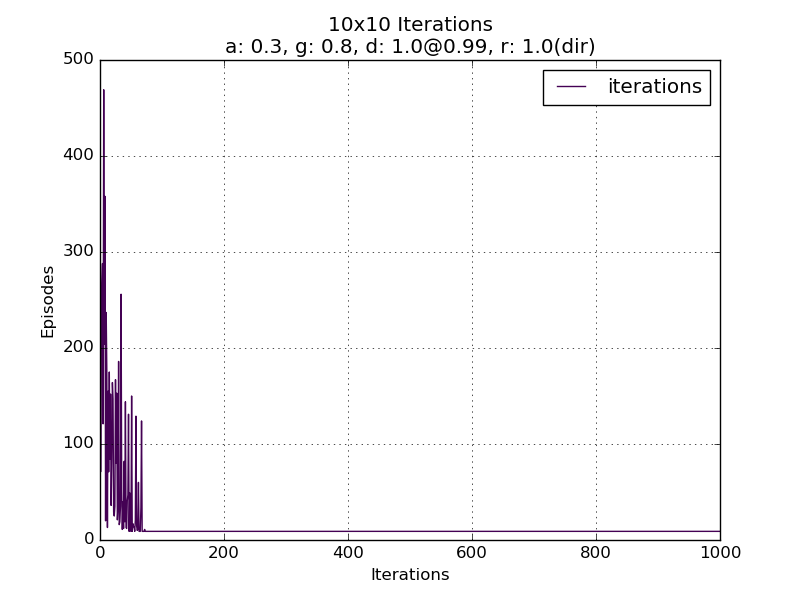 10x10 Iterations
a: 0.3, g: 0.8, d: 1.0@0.99, r: 1.0(dir)
500
400
300
200
100
0
Episodes
iterations
0 200 400 600 800 1000
Iterations